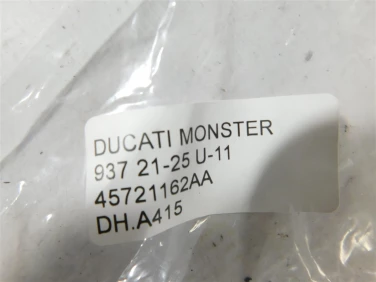 DUCATI MONSTER
937 21-25 U-11
45721162AA
DH.A415